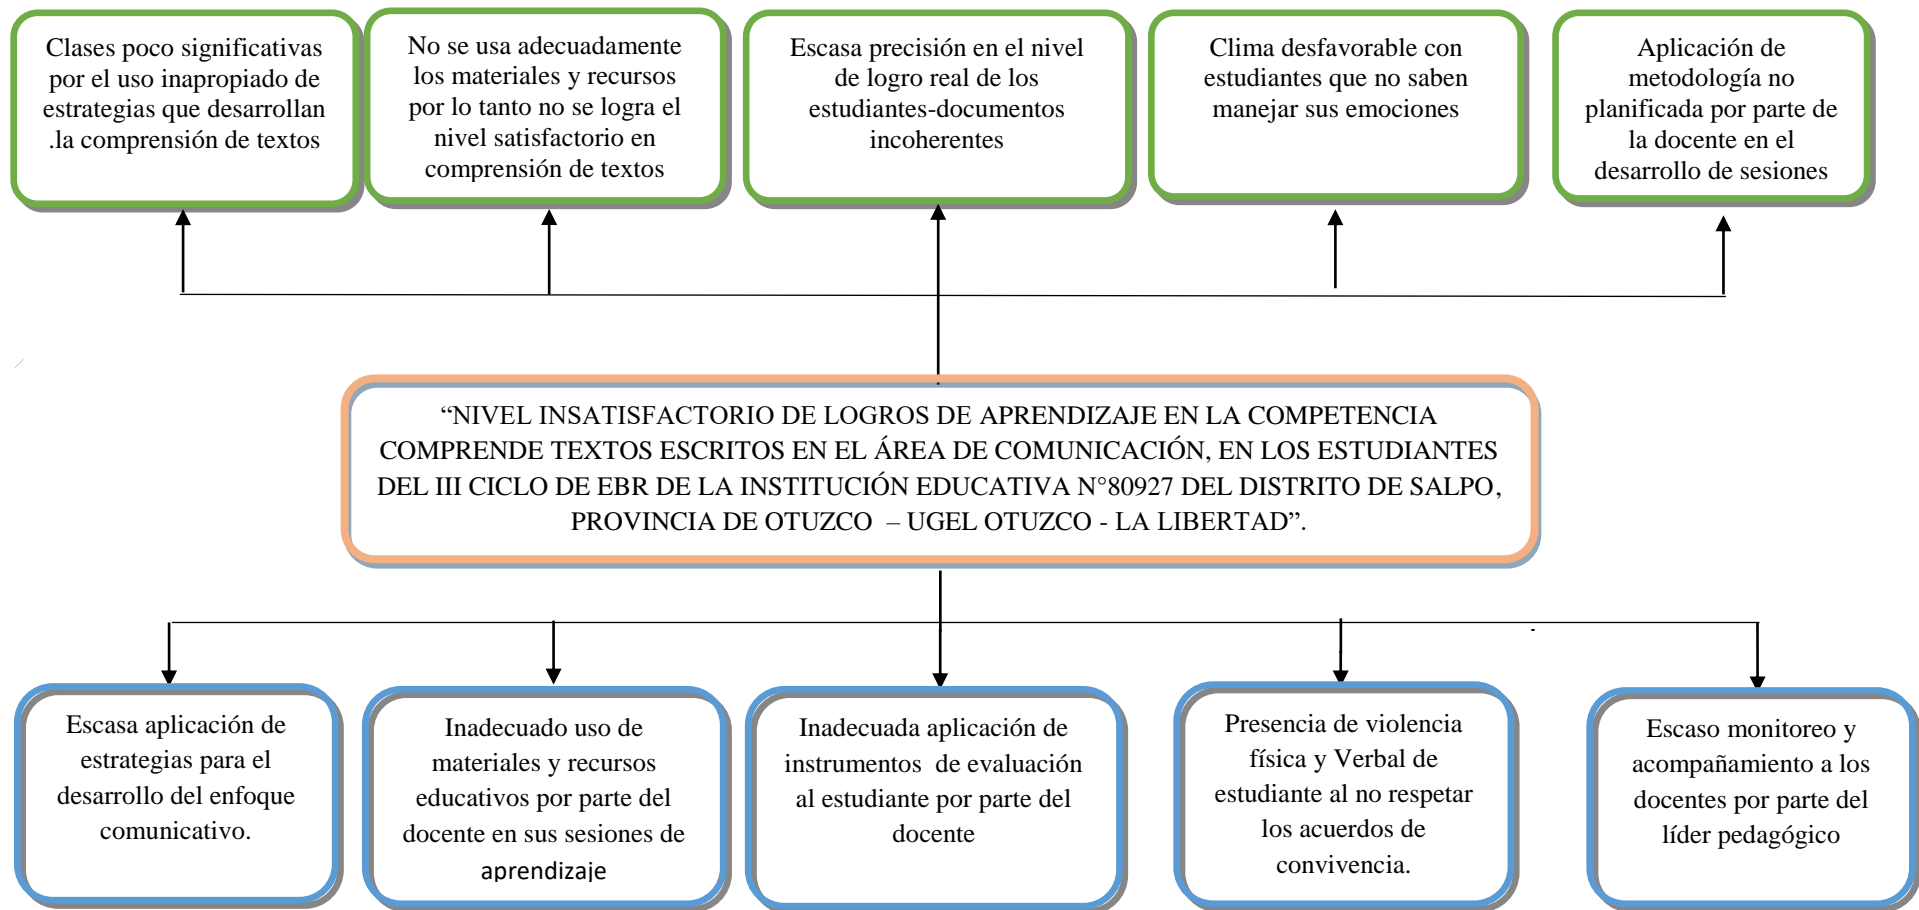 Clases poco significativas
por el uso inapropiado de
estrategias que desarrollan
.la comprensión de textos
No se usa adecuadamente
los materiales y recursos
por lo tanto no se logra el
nivel satisfactorio en
comprensión de textos
Escasa precisión en el nivel
de logro real de los
estudiantes-documentos
incoherentes
Clima desfavorable con
estudiantes que no saben
manejar sus emociones
Aplicación de
metodología no
planificada por parte de
la docente en el
desarrollo de sesiones
“NIVEL INSATISFACTORIO DE LOGROS DE APRENDIZAJE EN LA COMPETENCIA
COMPRENDE TEXTOS ESCRITOS EN EL ÁREA DE COMUNICACIÓN, EN LOS ESTUDIANTES
DEL III CICLO DE EBR DE LA INSTITUCIÓN EDUCATIVA N°80927 DEL DISTRITO DE SALPO,
PROVINCIA DE OTUZCO – UGEL OTUZCO - LA LIBERTAD”.
Escasa aplicación de
estrategias para el
desarrollo del enfoque
comunicativo.
Inadecuado uso de
materiales y recursos
educativos por parte del
docente en sus sesiones de
aprendizaje
Inadecuada aplicación de
instrumentos de evaluación
al estudiante por parte del
docente
Presencia de violencia
física y Verbal de
estudiante al no respetar
los acuerdos de
convivencia.
Escaso monitoreo y
acompañamiento a los
docentes por parte del
líder pedagógico